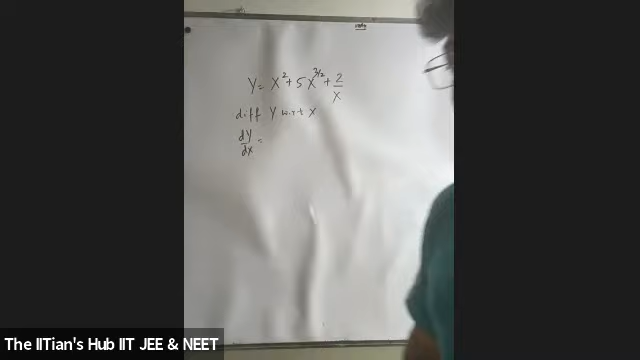 Y = X² + 5X^3/2 + 2/X
diff Y w.r.t X
dY/dX =
The IITian's Hub IIT JEE & NEET